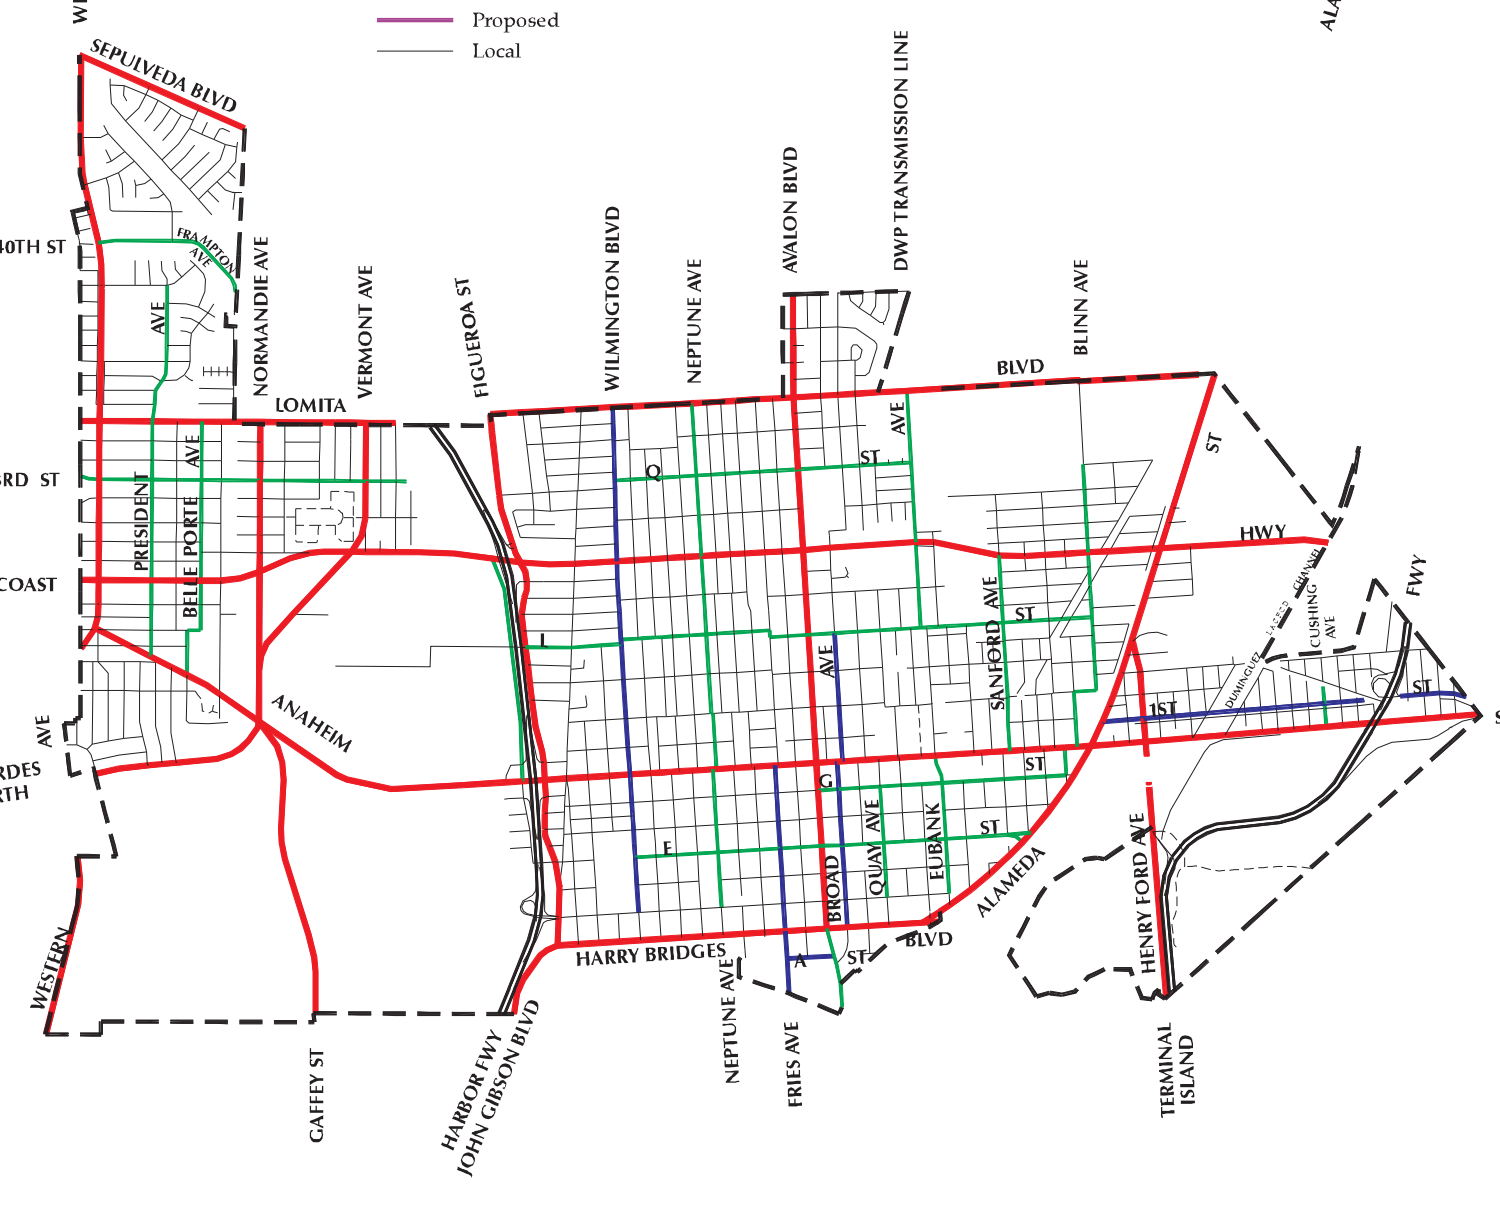 Proposed
Local
SEPULVEDA BLVD
DWP TRANSMISSION LINE
AVALON BLVD
WILMINGTON BLVD
NEPTUNE AVE
BLINN AVE
40TH ST
FRAMPTON
AVE
NORMANDIE AVE
VERMONT AVE
FIGUEROA ST
AVE
BLVD
LOMITA
AVE
AVE
ST
Q
ST
3RD ST
PRESIDENT
BELLE PORTE
HWY
COAST
CHANNEL
CUSHING
AVE
FWY
SANFORD AVE
ST
L
AVE
DUMINGUEZ
ST
1ST
ANAHEIM
AVE
RDES
RTH
ST
G
QUAY AVE
EUBANK
ST
E
BROAD
ALAMEDA
HENRY FORD AVE
WESTERN
HARRY BRIDGES
BLVD
A
ST
NEPTUNE AVE
FRIES AVE
GAFFEY ST
HARBOR FWY
JOHN GIBSON BLVD
TERMINAL
ISLAND